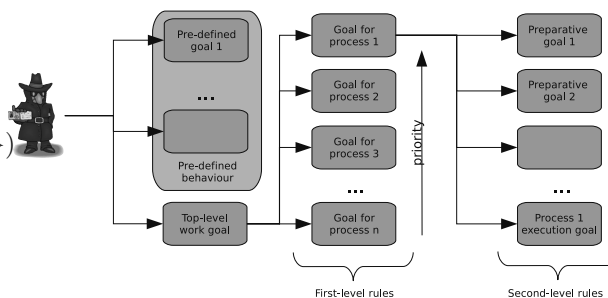 Pre-defined
goal 1
...
Pre-defined
behaviour
Top-level
work goal
Goal for
process 1
Goal for
process 2
Goal for
process 3
...
Goal for
process n
priority
First-level rules
Preparative
goal 1
Preparative
goal 2
...
Process 1
execution goal
Second-level rules